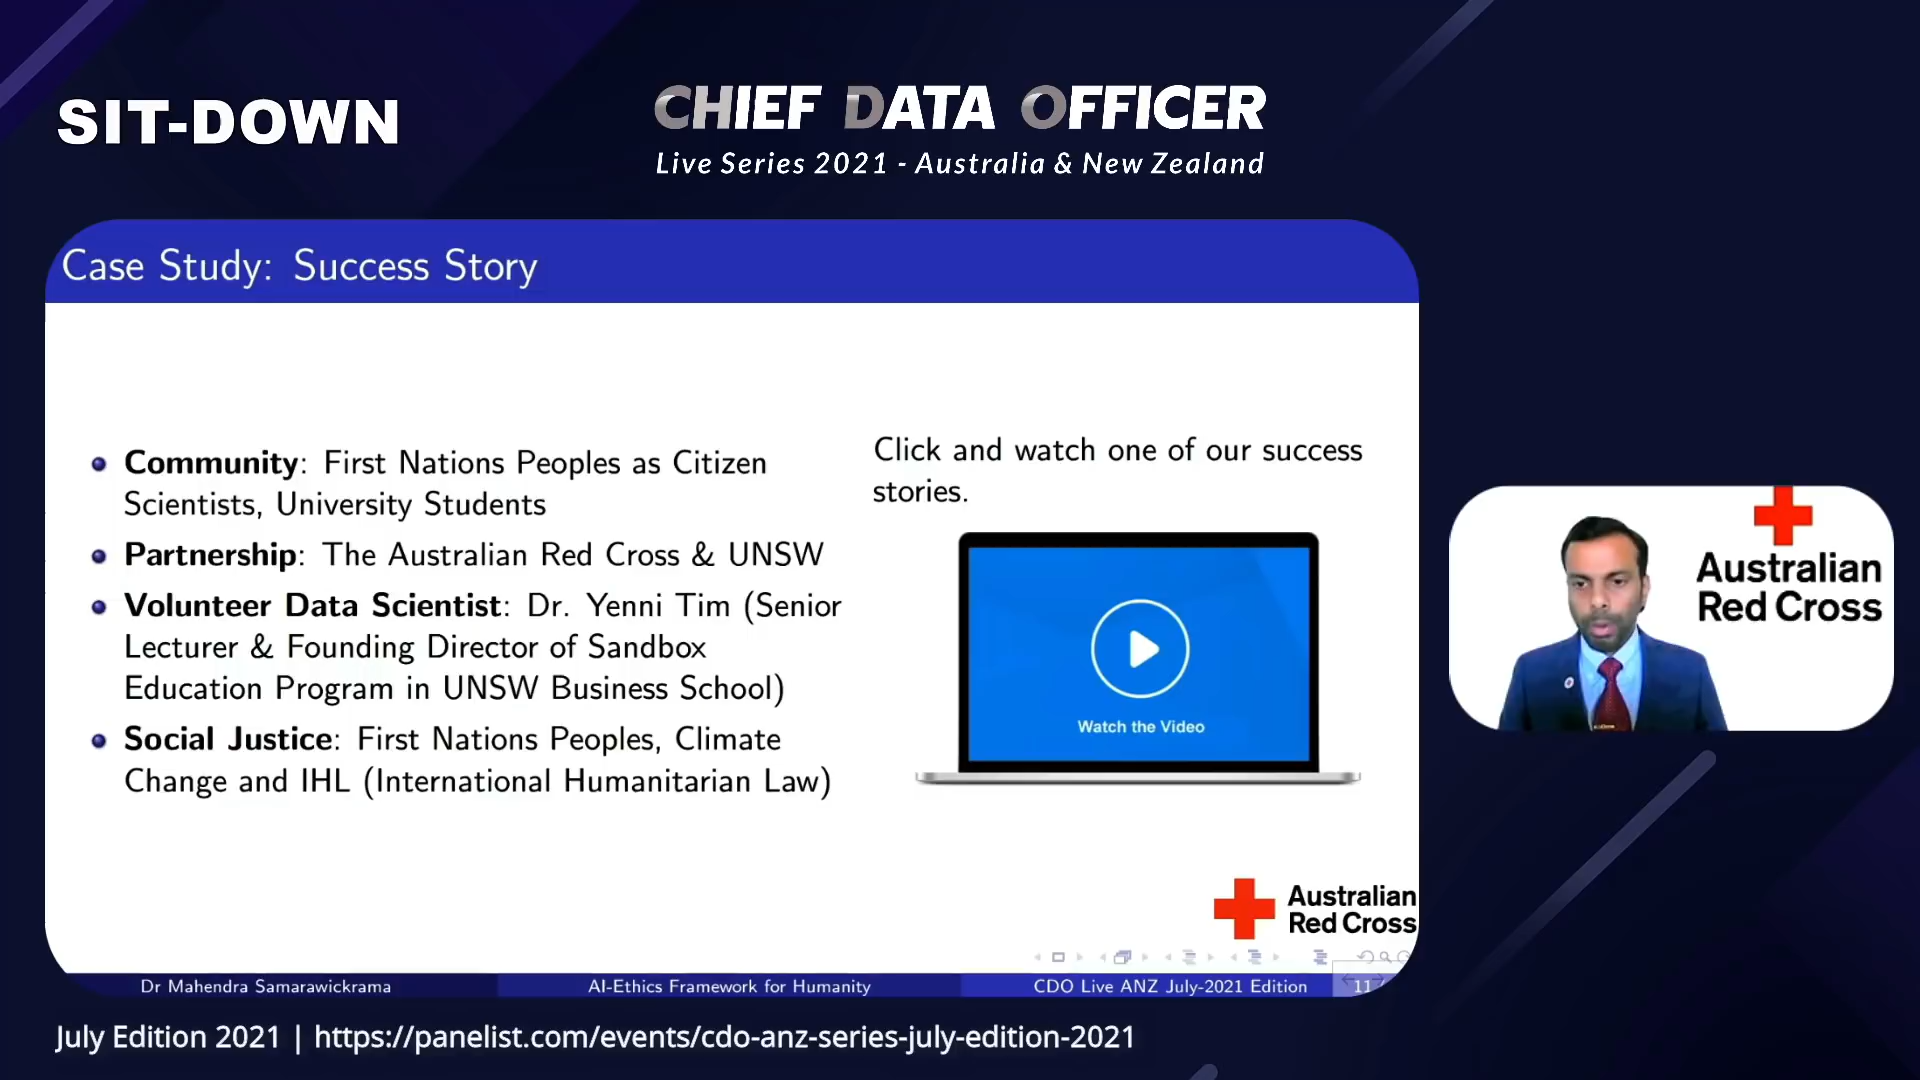 SIT-DOWN
CHIEF DATA OFFICER
Live Series 2021 - Australia & New Zealand
Case Study: Success Story
Community: First Nations Peoples as Citizen
Scientists, University Students
Partnership: The Australian Red Cross & UNSW
Volunteer Data Scientist: Dr. Yenni Tim (Senior
Lecturer & Founding Director of Sandbox
Education Program in UNSW Business School)
Social Justice: First Nations Peoples, Climate
Change and IHL (International Humanitarian Law)
Click and watch one of our success
stories.
Watch the Video
Australian
Red Cross
Australian
Red Cross
Dr Mahendra Samarawickrama
AI-Ethics Framework for Humanity
CDO Live ANZ July-2021 Edition
11
July Edition 2021 | https://panelist.com/events/cdo-anz-series-july-edition-2021